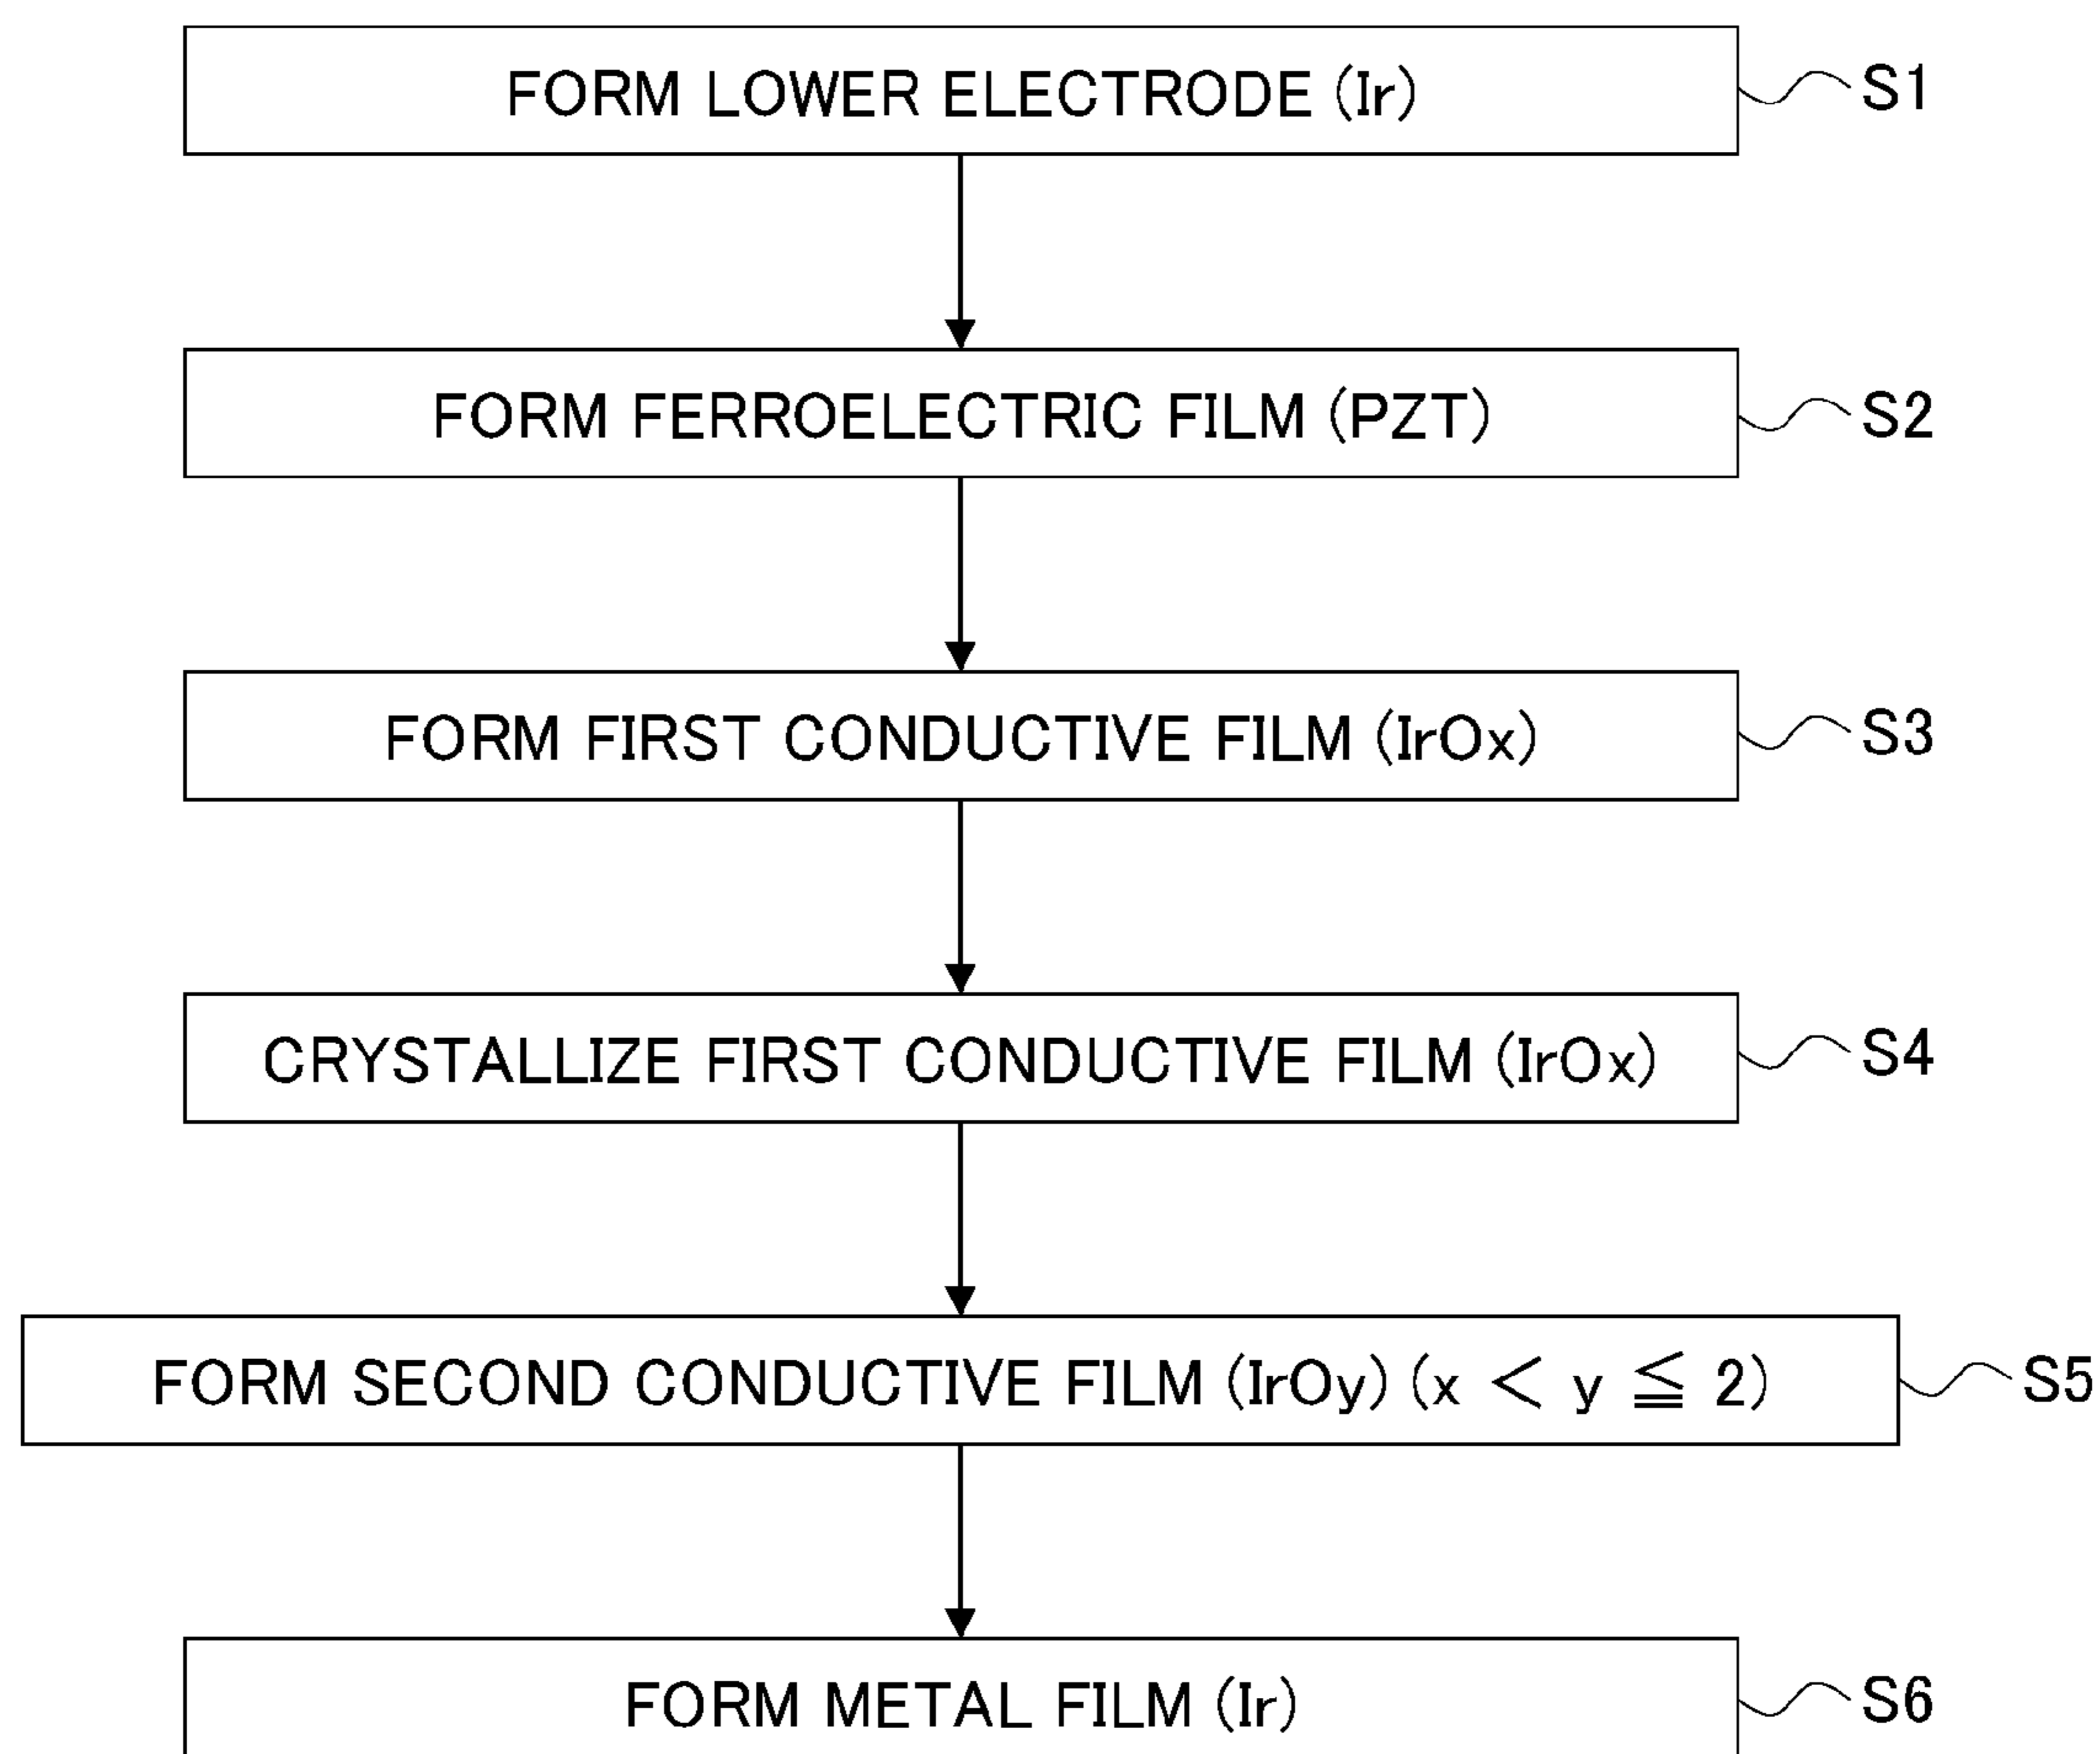 FORM LOWER ELECTRODE (Ir) S1
FORM FERROELECTRIC FILM (PZT) S2
FORM FIRST CONDUCTIVE FILM (IrOx) S3
CRYSTALLIZE FIRST CONDUCTIVE FILM (IrOx) S4
FORM SECOND CONDUCTIVE FILM (IrOy) (x < y ≦ 2) S5
FORM METAL FILM (Ir) S6